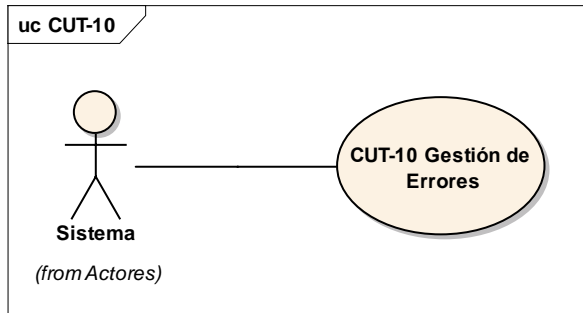 uc CUT-10
CUT-10 Gestión de
Errores
Sistema
(from Actores)